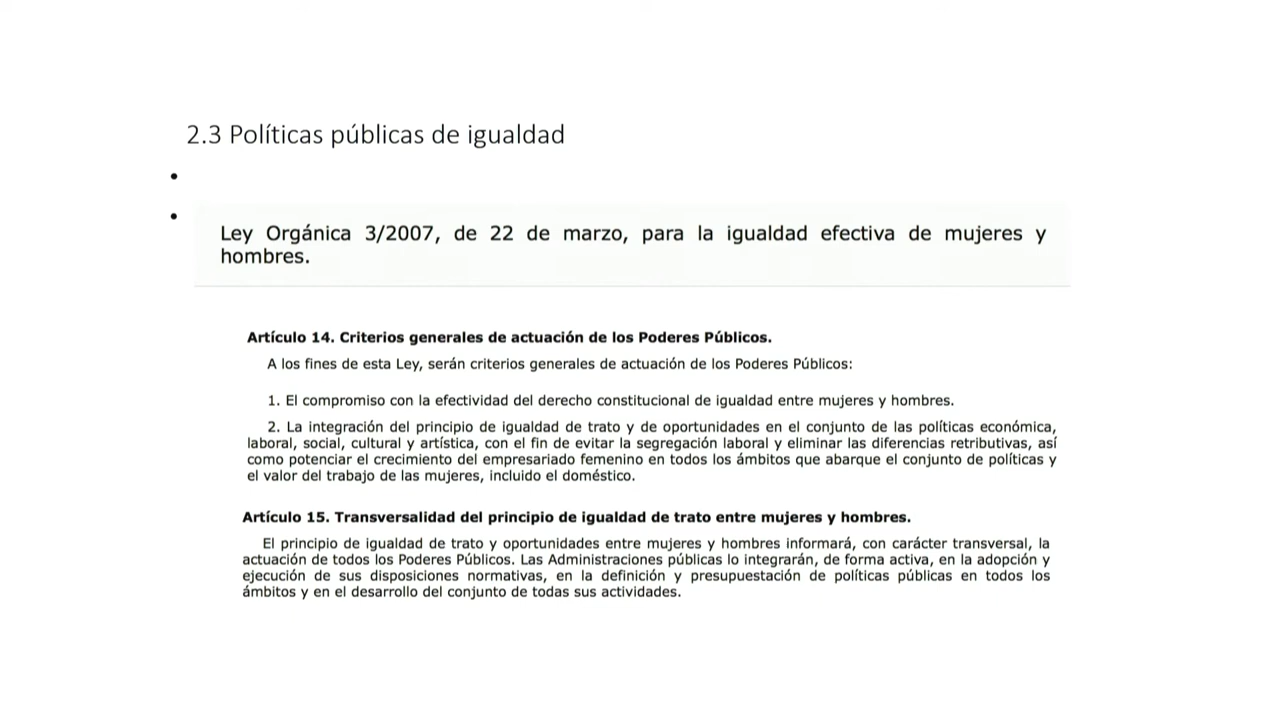 2.3 Políticas públicas de igualdad
•
•
Ley Orgánica 3/2007, de 22 de marzo, para la igualdad efectiva de mujeres y
hombres.
Artículo 14. Criterios generales de actuación de los Poderes Públicos.
A los fines de esta Ley, serán criterios generales de actuación de los Poderes Públicos:
1. El compromiso con la efectividad del derecho constitucional de igualdad entre mujeres y hombres.
2. La integración del principio de igualdad de trato y de oportunidades en el conjunto de las políticas económica,
laboral, social, cultural y artística, con el fin de evitar la segregación laboral y eliminar las diferencias retributivas, así
como potenciar el crecimiento del empresariado femenino en todos los ámbitos que abarque el conjunto de políticas y
el valor del trabajo de las mujeres, incluido el doméstico.
Artículo 15. Transversalidad del principio de igualdad de trato entre mujeres y hombres.
El principio de igualdad de trato y oportunidades entre mujeres y hombres informará, con carácter transversal, la
actuación de todos los Poderes Públicos. Las Administraciones públicas lo integrarán, de forma activa, en la adopción y
ejecución de sus disposiciones normativas, en la definición y presupuestación de políticas públicas en todos los
ámbitos y en el desarrollo del conjunto de todas sus actividades.